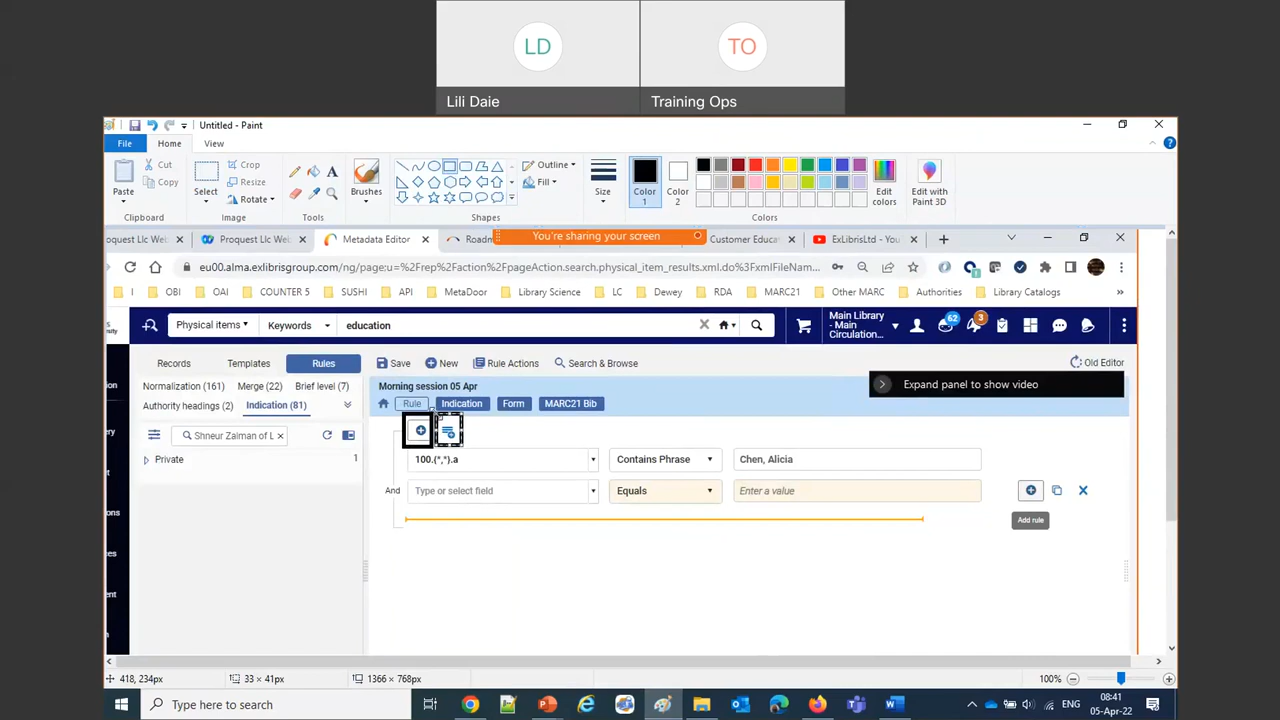 LD
TO
Lili Daie
Training Ops
Untitled - Paint
File
Home
View
Paste
Cut
Copy
Clipboard
Select
Crop
Resize
Rotate
Image
Tools
Brushes
Shapes
Outline
Fill
Size
Color 1
Color 2
Edit colors
Colors
Edit with Paint 3D
roquest Llc Wel
Proquest Llc Web
Metadata Editor
Roadm
You're sharing your screen
Customer Educa
ExLibrisLtd - You
eu00.alma.exlibrisgroup.com/ng/page:u=%2Frep%2Faction%2FpageAction.search.physical_item_results.xml.do%3FxmlFileNam...
I
OBI
OAI
COUNTER 5
SUSHI
API
MetaDoor
Library Science
LC
Dewey
RDA
MARC21
Other MARC
Authorities
Library Catalogs
Physical items
Keywords
education
Main Library - Main Circulation...
62
3
Records
Templates
Rules
Save
New
Rule Actions
Search & Browse
Old Editor
Normalization (161)
Merge (22)
Brief level (7)
Authority headings (2)
Indication (81)
Shneur Zalman of L
Private
1
Morning session 05 Apr
Rule
Indication
Form
MARC21 Bib
Expand panel to show video
100.{*,*}.a
Contains Phrase
Chen, Alicia
And
Type or select field
Equals
Enter a value
Add rule
418, 234px
33 × 41px
1366 × 768px
100%
Type here to search
ENG
08:41
05-Apr-22